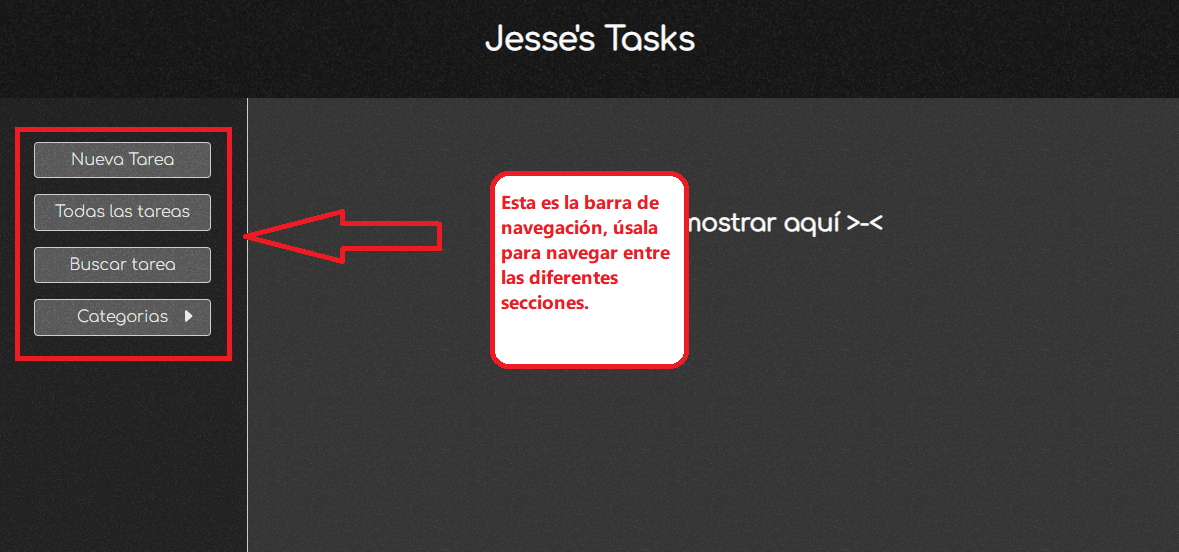 Jesse's Tasks
Nueva Tarea
Todas las tareas
Buscar tarea
Categorias
Esta es la barra de
navegación, úsala
para navegar entre
las diferentes
secciones.
mostrar aquí >-<